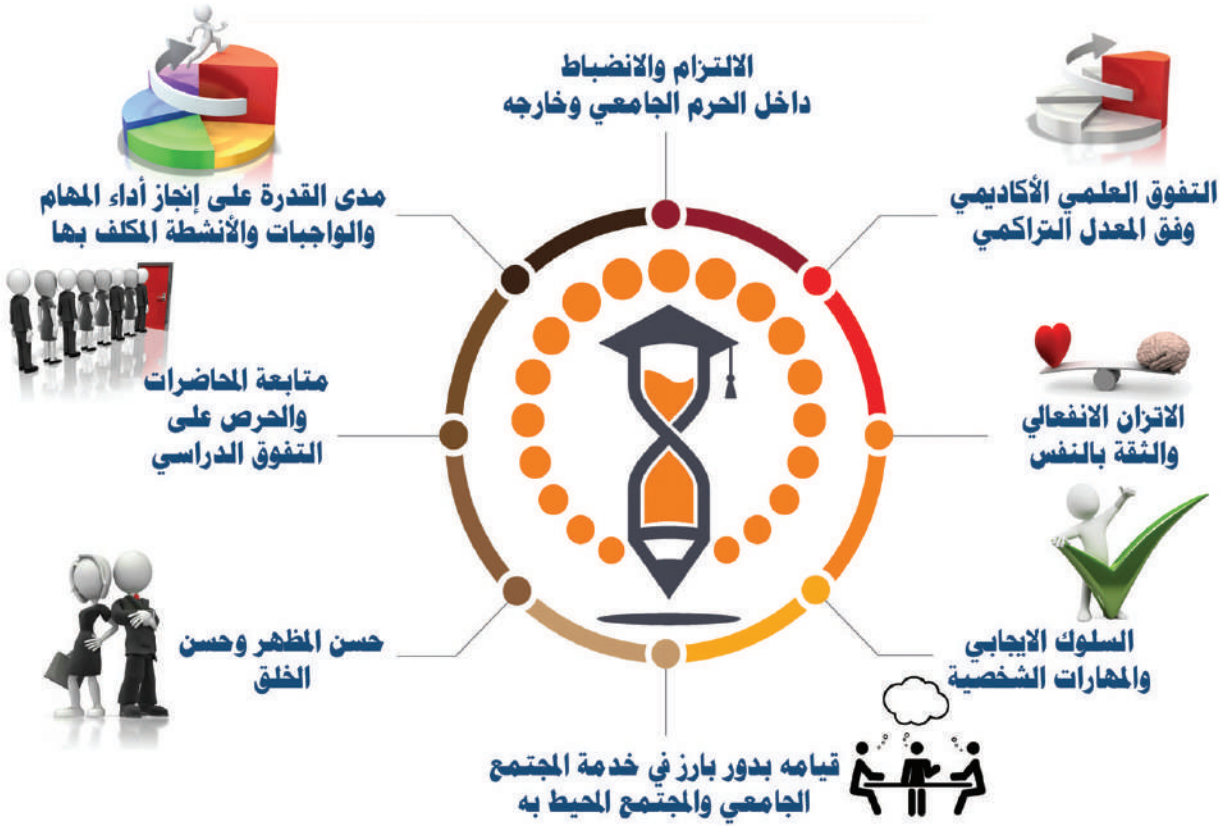 الالتزام والانضباط
داخل الحرم الجامعي وخارجه
التفوق العلمي الأكاديمي
وفق المعدل التراكمي
الاتزان الانفعالي
والثقة بالنفس
السلوك الايجابي
والمهارات الشخصية
قيامه بدور بارز في خدمة المجتمع
الجامعي والمجتمع المحيط به
حسن المظهر وحسن
الخلق
متابعة المحاضرات
والحرص على
التفوق الدراسي
مدى القدرة على إنجاز أداء المهام
والواجبات والأنشطة المكلف بها